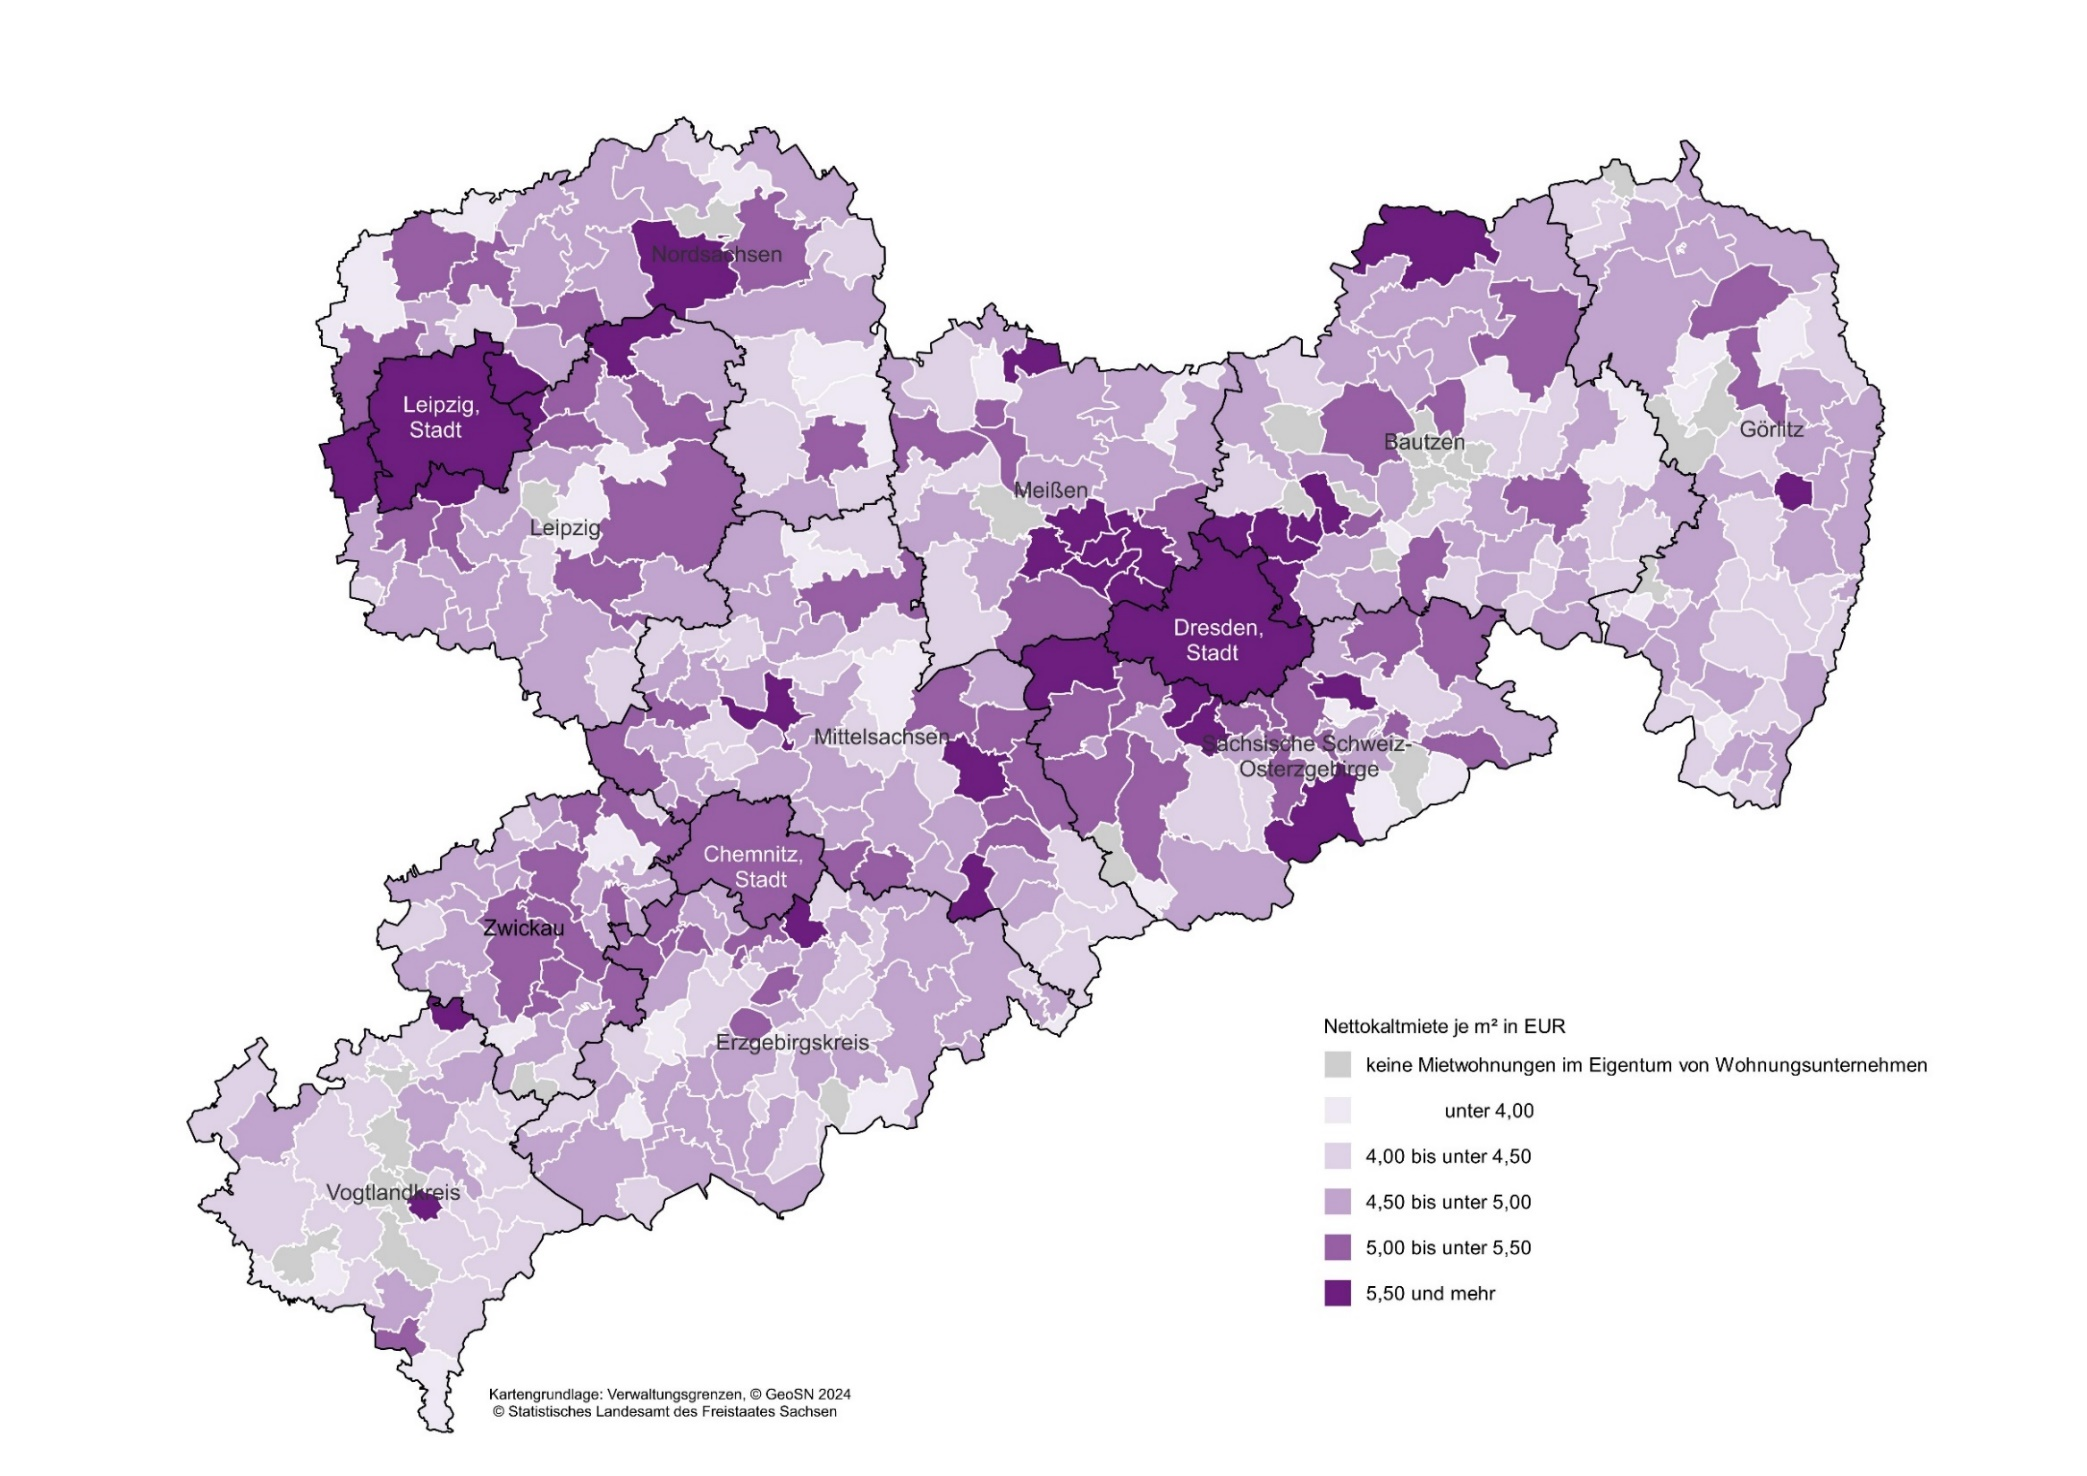 Nordsachsen
Leipzig,
Stadt
Leipzig
Meißen
Bautzen
Görlitz
Dresden,
Stadt
Mittelsachsen
Sächsische Schweiz-
Osterzgebirge
Chemnitz,
Stadt
Zwickau
Erzgebirgskreis
Vogtlandkreis
Nettokaltmiete je m² in EUR
keine Mietwohnungen im Eigentum von Wohnungsunternehmen
unter 4,00
4,00 bis unter 4,50
4,50 bis unter 5,00
5,00 bis unter 5,50
5,50 und mehr
Kartengrundlage: Verwaltungsgrenzen, © GeoSN 2024
© Statistisches Landesamt des Freistaates Sachsen